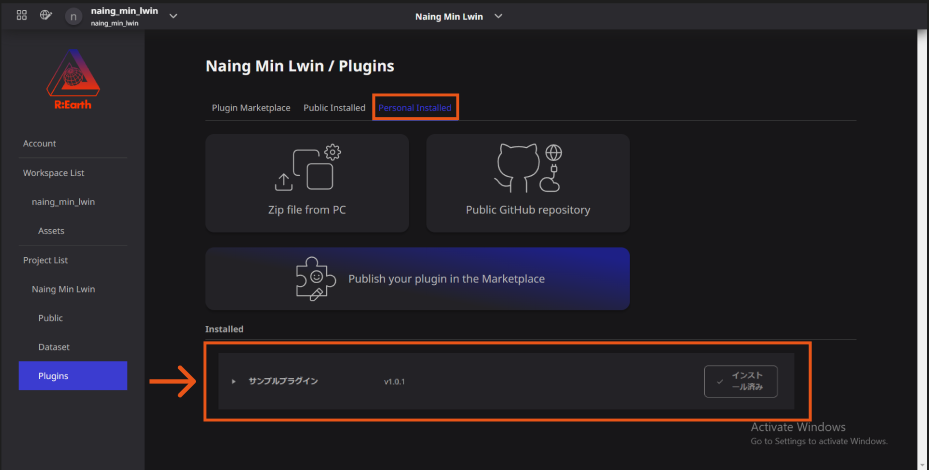 naing_min_lwin
naing_min_lwin
n
Naing Min Lwin
R:Earth
Account
Workspace List
naing_min_lwin
Assets
Project List
Naing Min Lwin
Public
Dataset
Plugins
Naing Min Lwin / Plugins
Plugin Marketplace Public Installed Personal Installed
Zip file from PC
Public GitHub repository
Publish your plugin in the Marketplace
Installed
サンプルプラグイン v1.0.1
インスト
ール済み
Activate Windows
Go to Settings to activate Windows.